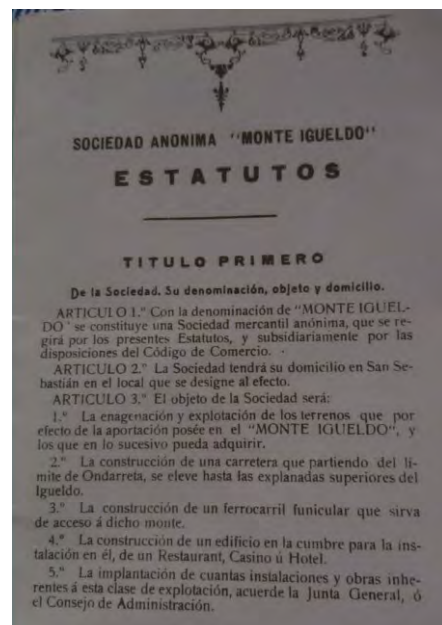 SOCIEDAD ANONIMA "MONTE IGUELDO"
ESTATUTOS
TITULO PRIMERO
De la Sociedad. Su denominación, objeto y domicilio.
ARTICULO 1.º Con la denominación de "MONTE IGUEL-
DO" se constituye una Sociedad mercantil anónima, que se re-
girá por los presentes Estatutos, y subsidiariamente por las
disposiciones del Código de Comercio.
ARTICULO 2.º La Sociedad tendrá su domicilio en San Se-
bastián en el local que se designe al efecto.
ARTICULO 3.º El objeto de la Sociedad será:
1.º La enagenación y explotación de los terrenos que por
efecto de la aportación posée en el "MONTE IGUELDO", y
los que en lo sucesivo pueda adquirir.
2.º La construcción de una carretera que partiendo del lí-
mite de Ondarreta, se eleve hasta las explanadas superiores del
Igueldo.
3.º La construcción de un ferrocarril funicular que sirva
de acceso á dicho monte.
4.º La construcción de un edificio en la cumbre para la ins-
talación en él, de un Restaurant, Casino ú Hotel.
5.º La implantación de cuantas instalaciones y obras inhe-
rentes á esta clase de explotación, acuerde la Junta General, ó
el Consejo de Administración.